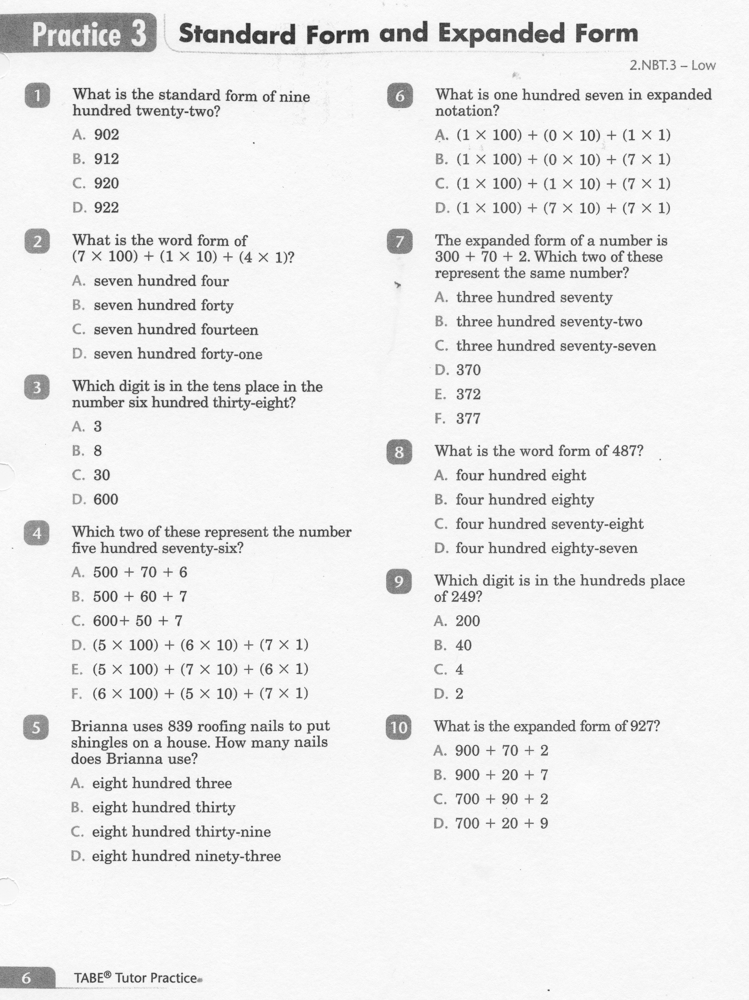 Practice 3
Standard Form and Expanded Form
2.NBT.3 – Low
1
What is the standard form of nine
hundred twenty-two?
A. 902
B. 912
C. 920
D. 922
2
What is the word form of
(7 × 100) + (1 × 10) + (4 × 1)?
A. seven hundred four
B. seven hundred forty
C. seven hundred fourteen
D. seven hundred forty-one
3
Which digit is in the tens place in the
number six hundred thirty-eight?
A. 3
B. 8
C. 30
D. 600
4
Which two of these represent the number
five hundred seventy-six?
A. 500 + 70 + 6
B. 500 + 60 + 7
C. 600+ 50 + 7
D. (5 × 100) + (6 × 10) + (7 × 1)
E. (5 × 100) + (7 × 10) + (6 × 1)
F. (6 × 100) + (5 × 10) + (7 × 1)
5
Brianna uses 839 roofing nails to put
shingles on a house. How many nails
does Brianna use?
A. eight hundred three
B. eight hundred thirty
C. eight hundred thirty-nine
D. eight hundred ninety-three
6
What is one hundred seven in expanded
notation?
A. (1 × 100) + (0 × 10) + (1 × 1)
B. (1 × 100) + (0 × 10) + (7 × 1)
C. (1 × 100) + (1 × 10) + (7 × 1)
D. (1 × 100) + (7 × 10) + (7 × 1)
7
The expanded form of a number is
300 + 70 + 2. Which two of these
represent the same number?
A. three hundred seventy
B. three hundred seventy-two
C. three hundred seventy-seven
D. 370
E. 372
F. 377
8
What is the word form of 487?
A. four hundred eight
B. four hundred eighty
C. four hundred seventy-eight
D. four hundred eighty-seven
9
Which digit is in the hundreds place
of 249?
A. 200
B. 40
C. 4
D. 2
10
What is the expanded form of 927?
A. 900 + 70 + 2
B. 900 + 20 + 7
C. 700 + 90 + 2
D. 700 + 20 + 9
6
TABE® Tutor Practice